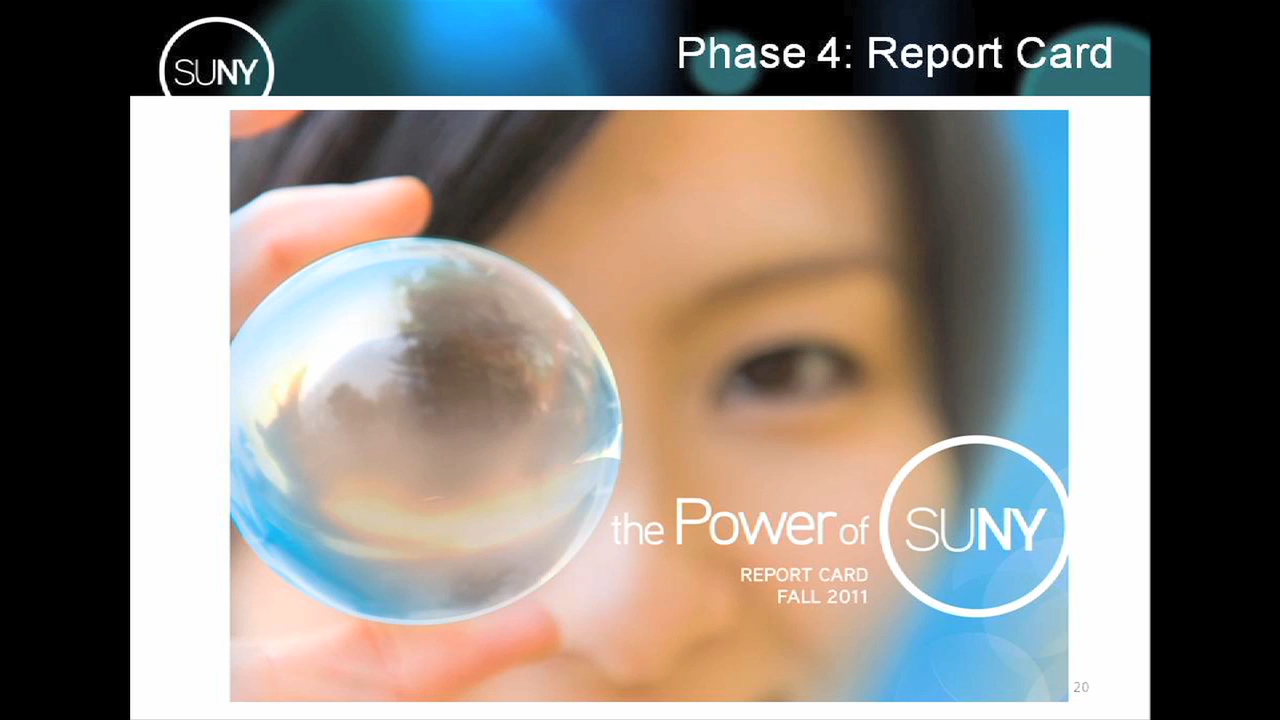 SUNY
Phase 4: Report Card
the Power of SUNY
REPORT CARD
FALL 2011
20